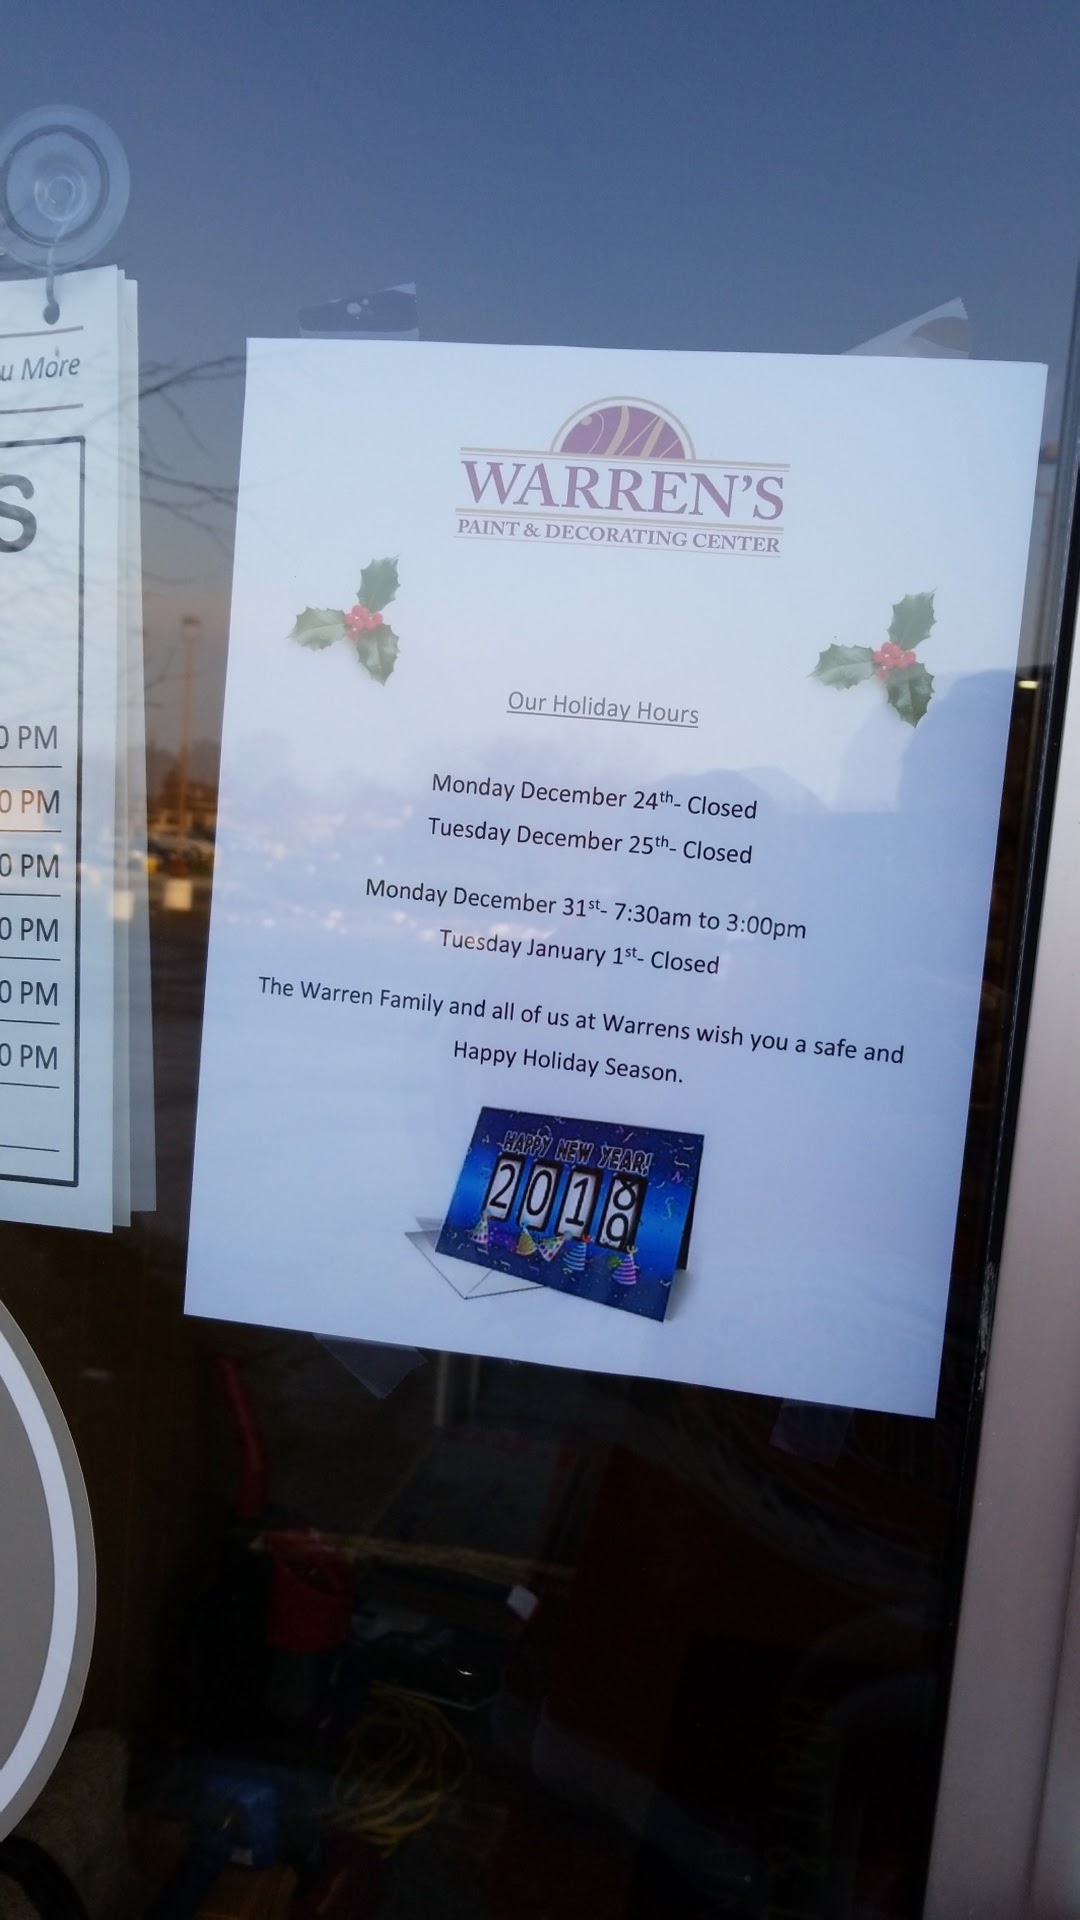 u More
S
0 PM
0 PM
0 PM
0 PM
0 PM
0 PM
WARREN'S
PAINT & DECORATING CENTER
Our Holiday Hours
Monday December 24th- Closed
Tuesday December 25th- Closed
Monday December 31st- 7:30am to 3:00pm
Tuesday January 1st- Closed
The Warren Family and all of us at Warrens wish you a safe and
Happy Holiday Season.
HAPPY NEW YEAR!
2018
9